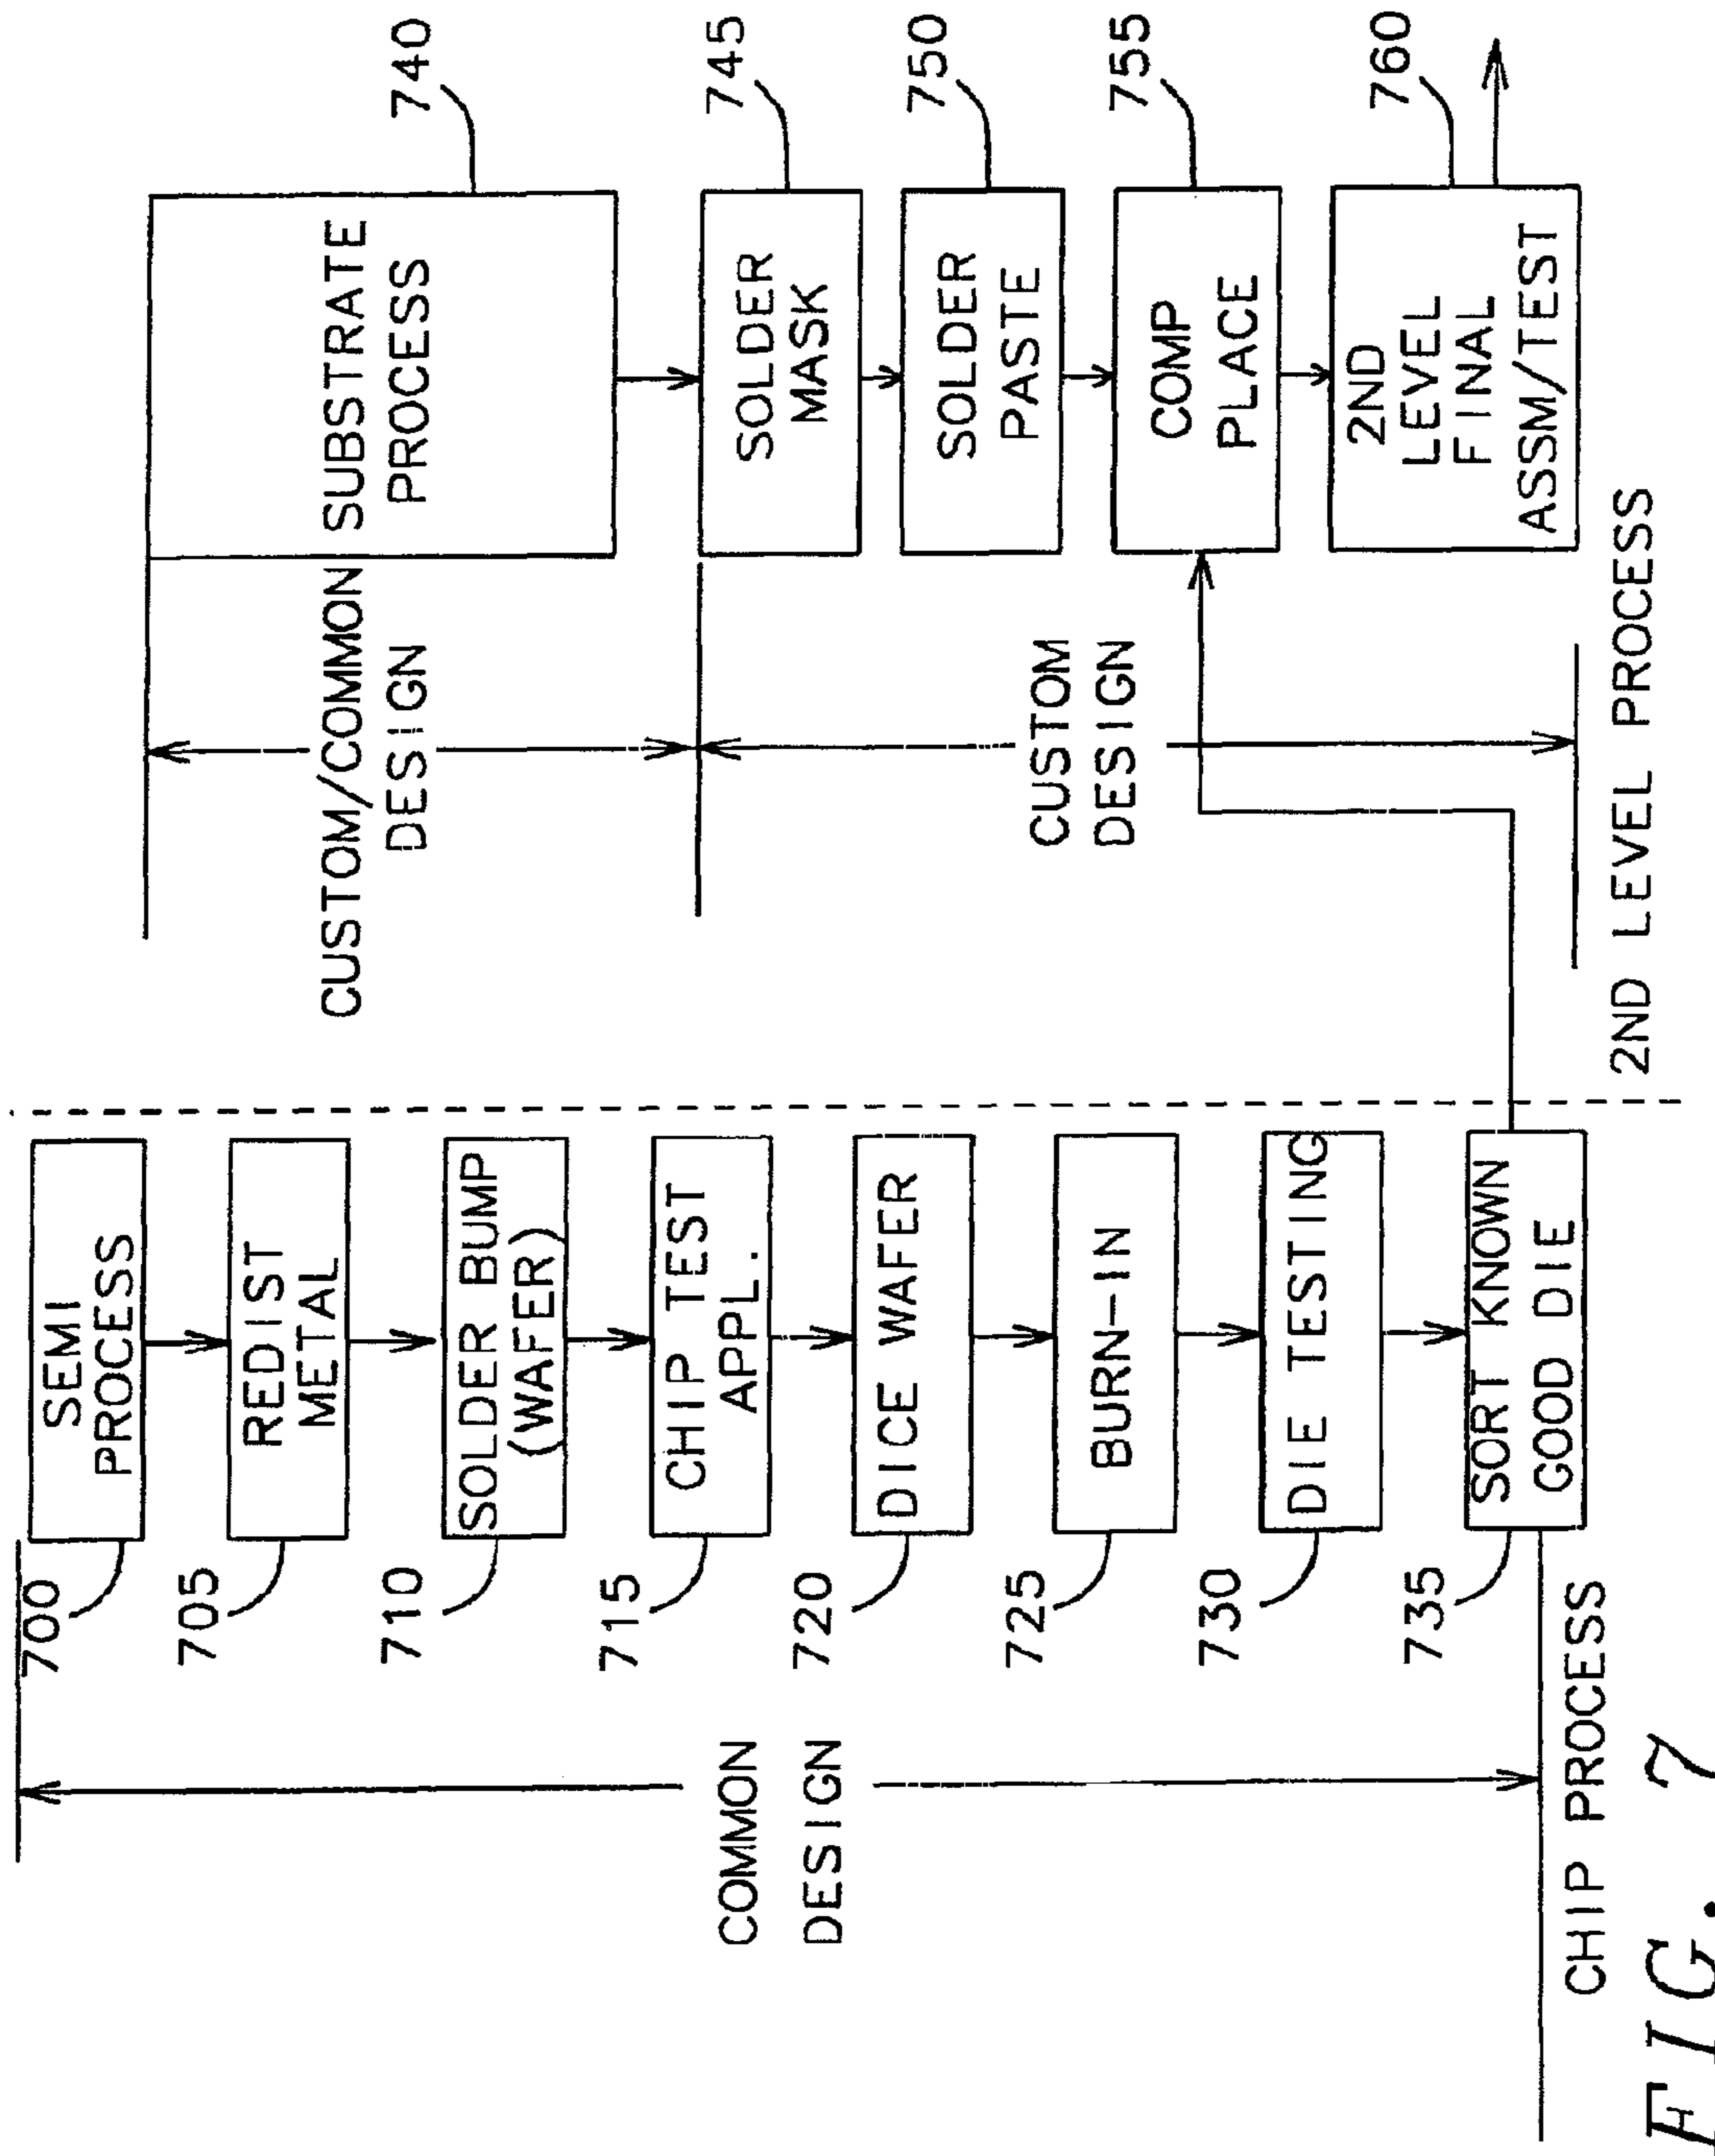 700
SEMI
PROCESS
705
REDIST
METAL
710
SOLDER BUMP
(WAFER)
715
CHIP TEST
APPL.
720
DICE WAFER
725
BURN-IN
730
DIE TESTING
735
SORT KNOWN
GOOD DIE
COMMON
DESIGN
CHIP PROCESS
CUSTOM/COMMON
DESIGN
SUBSTRATE
PROCESS
740
SOLDER
MASK
745
SOLDER
PASTE
750
CUSTOM
DESIGN
COMP
PLACE
755
2ND
LEVEL
FINAL
ASSM/TEST
760
2ND LEVEL PROCESS
FIG. 7